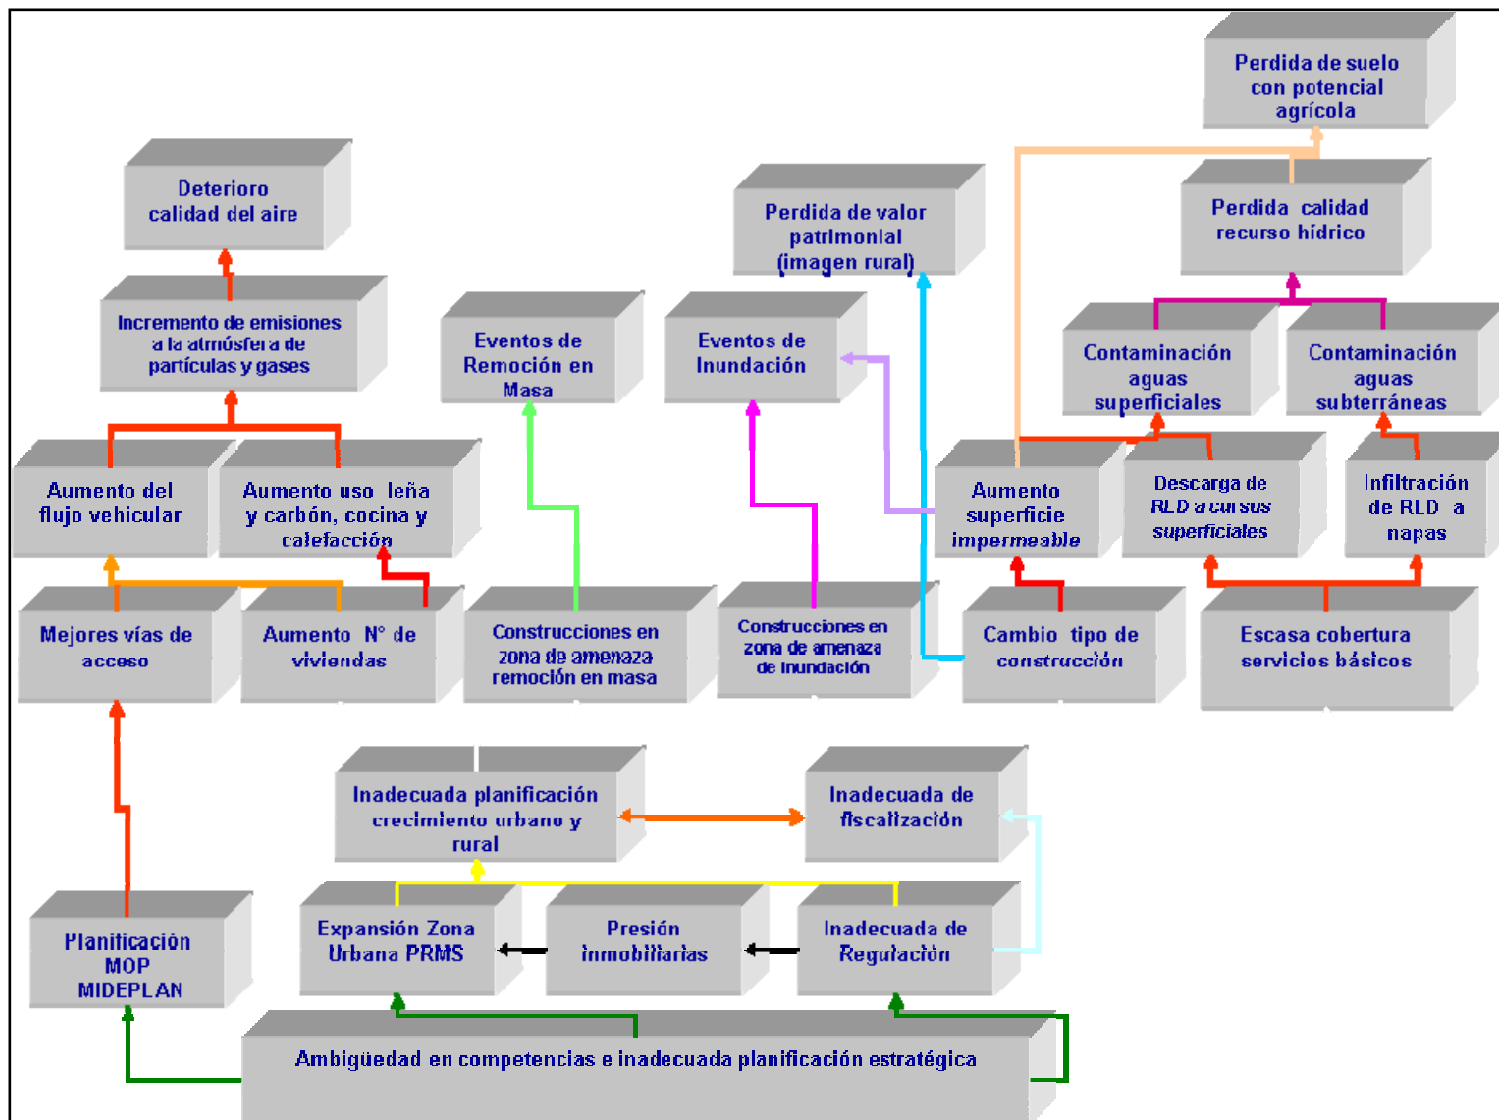 Perdida de suelo
con potencial
agrícola
Deterioro
calidad del aire
Perdida de valor
patrimonial
(imagen rural)
Perdida calidad
recurso hídrico
Incremento de emisiones
a la atmósfera de
partículas y gases
Eventos de
Remoción en
Masa
Eventos de
Inundación
Contaminación
aguas
superficiales
Contaminación
aguas
subterráneas
Aumento del
flujo vehicular
Aumento uso leña
y carbón, cocina y
calefacción
Aumento
superficie
impermeable
Descarga de
RLD a cursus
superficiales
Infiltración
de RLD a
napas
Mejores vías de
acceso
Aumento N° de
viviendas
Construcciones en
zona de amenaza
remoción en masa
Construcciones en
zona de amenaza
de inundación
Cambio tipo de
construcción
Escasa cobertura
servicios básicos
Inadecuada planificación
crecimiento urbano y
rural
Inadecuada de
fiscalización
Planificación
MOP
MIDEPLAN
Expansión Zona
Urbana PRMS
Presión
inmobiliarias
Inadecuada de
Regulación
Ambigüedad en competencias e inadecuada planificación estratégica